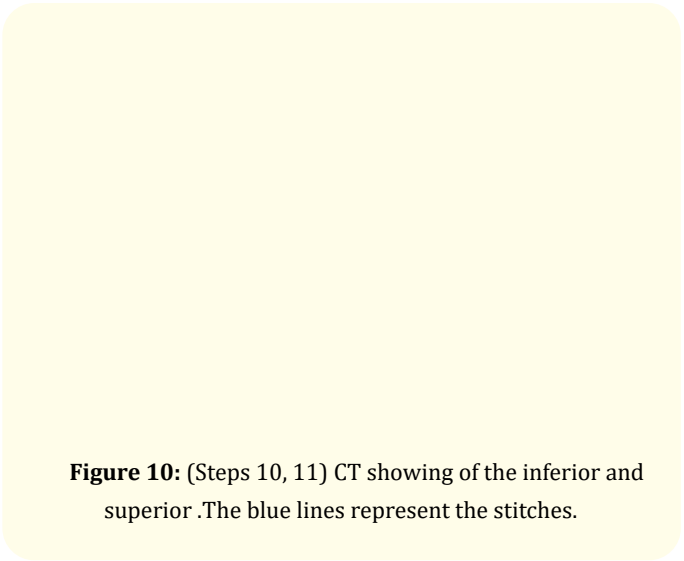 Figure 10: (Steps 10, 11) CT showing of the inferior and
superior .The blue lines represent the stitches.